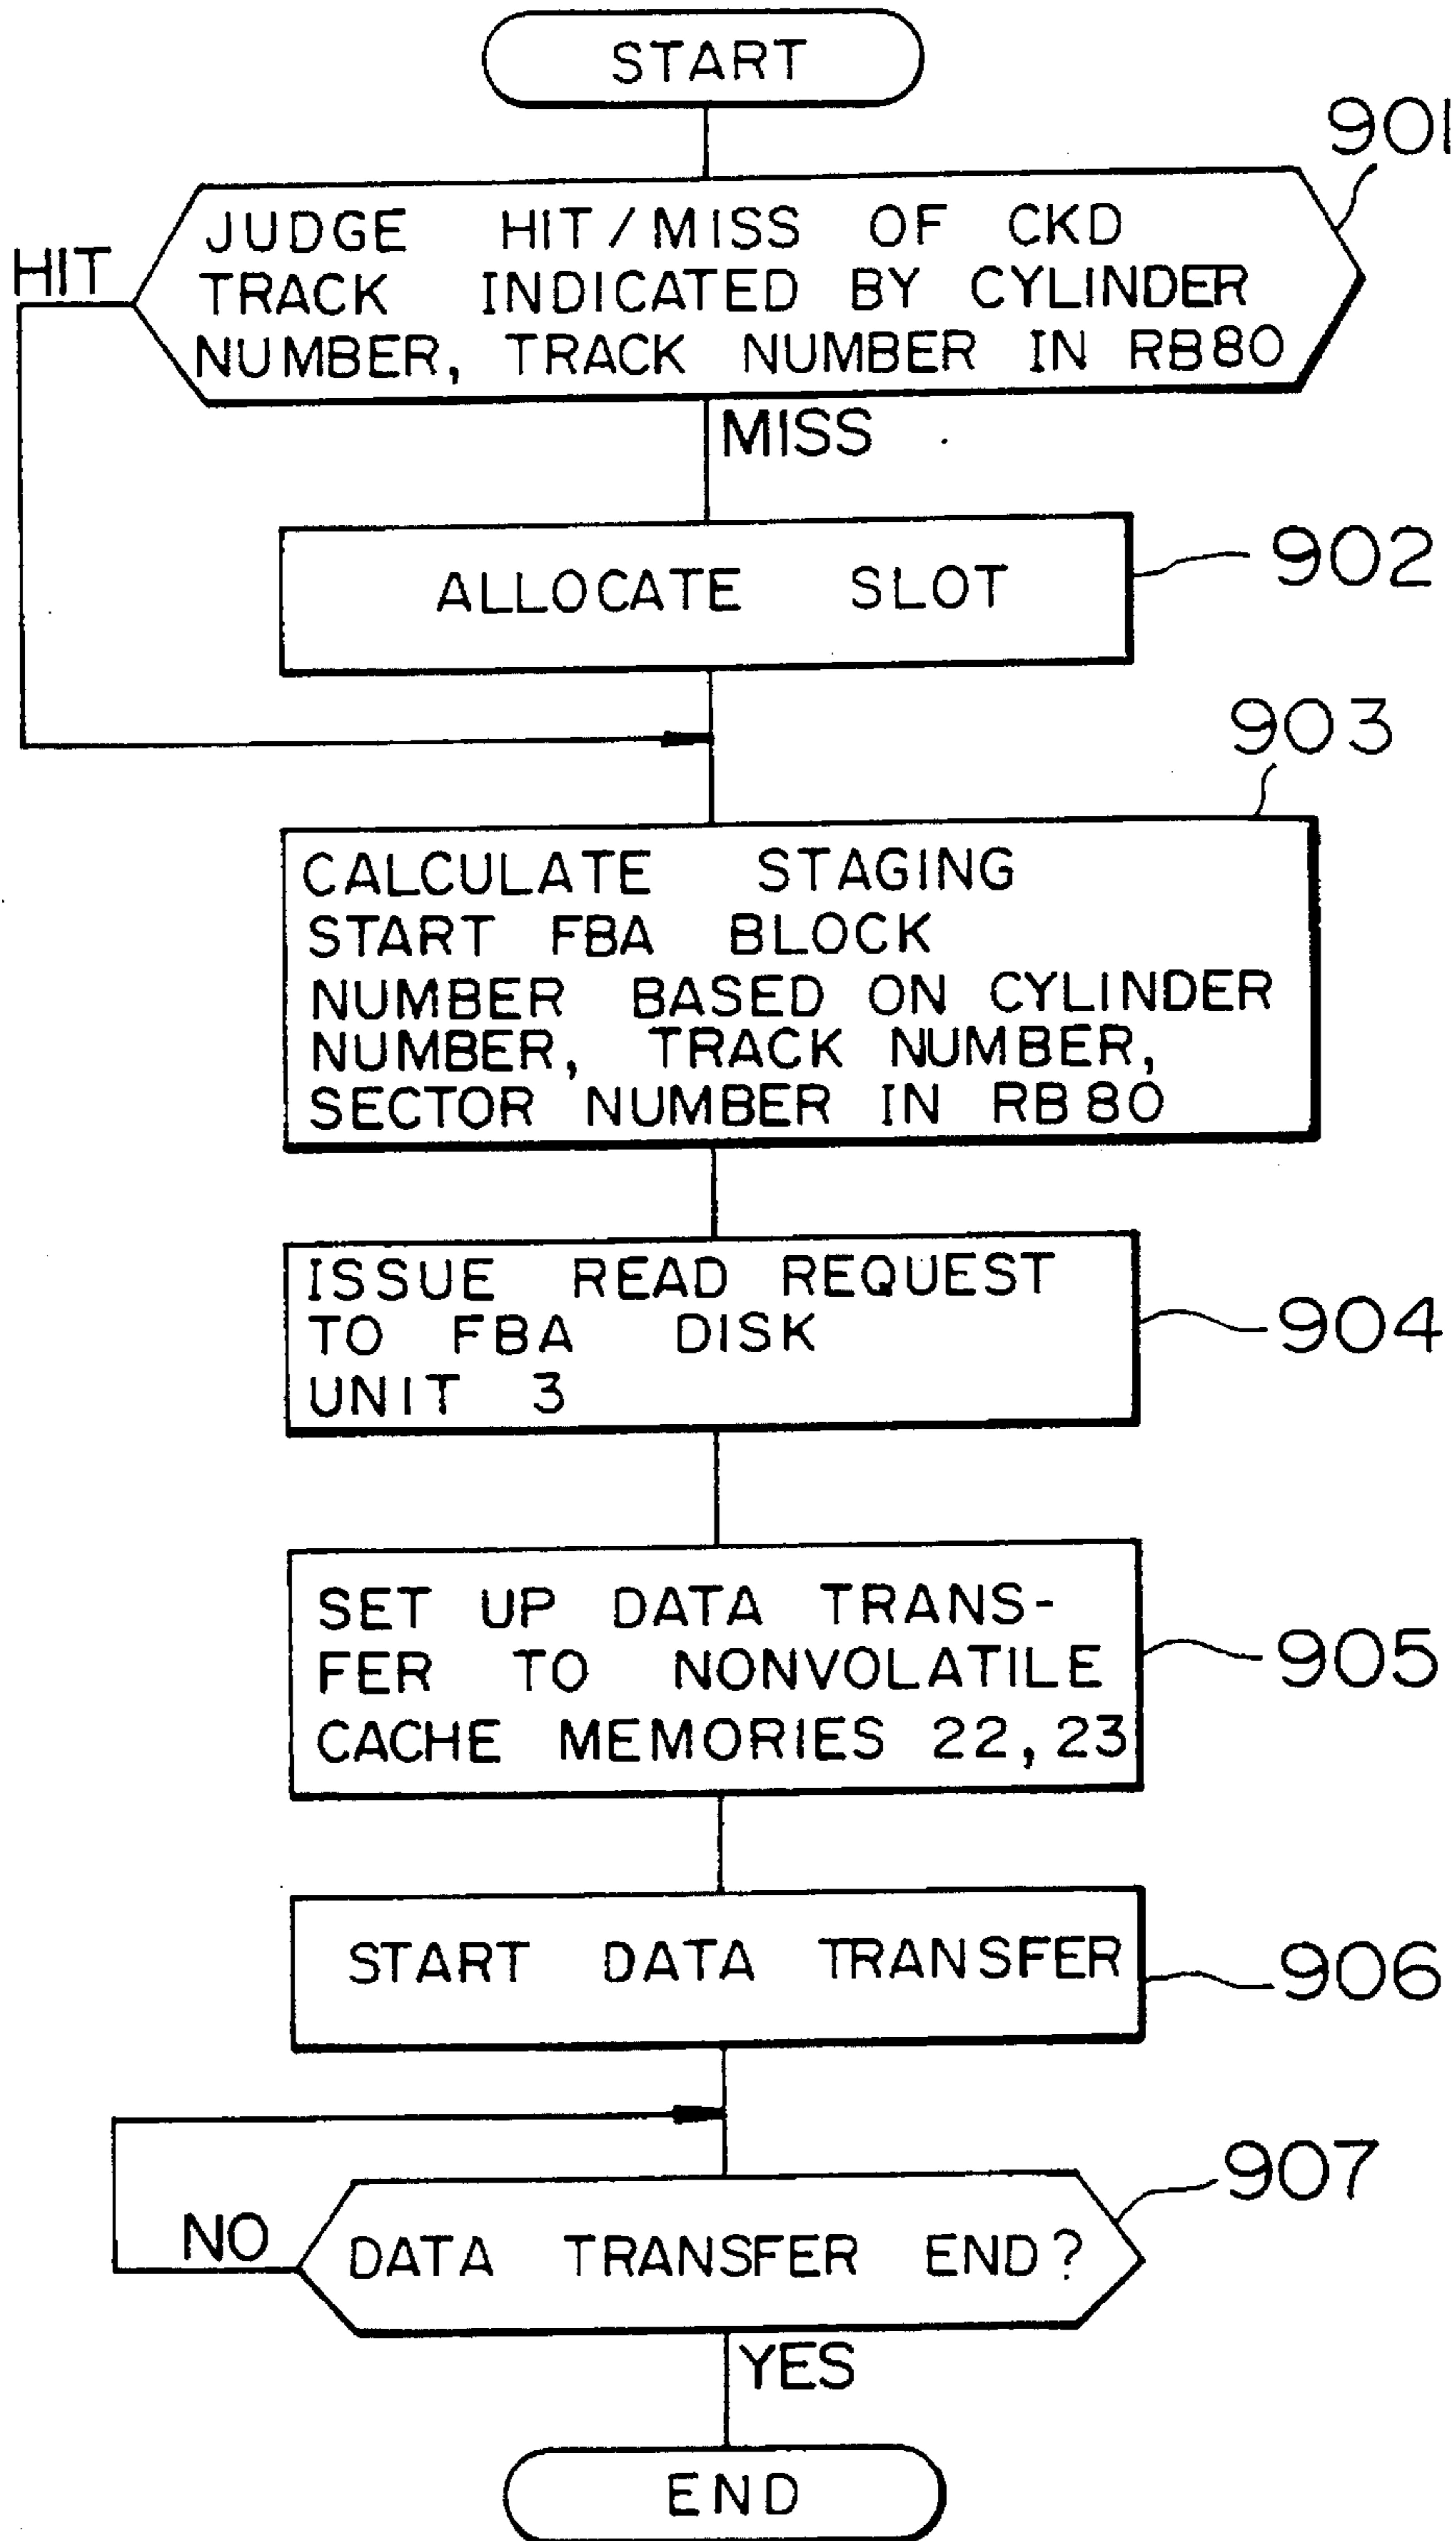 START
901
JUDGE HIT/MISS OF CKD
TRACK INDICATED BY CYLINDER
NUMBER, TRACK NUMBER IN RB80
HIT
MISS
ALLOCATE SLOT
902
903
CALCULATE STAGING
START FBA BLOCK
NUMBER BASED ON CYLINDER
NUMBER, TRACK NUMBER,
SECTOR NUMBER IN RB80
ISSUE READ REQUEST
TO FBA DISK
UNIT 3
904
SET UP DATA TRANS-
FER TO NONVOLATILE
CACHE MEMORIES 22, 23
905
START DATA TRANSFER
906
907
NO
DATA TRANSFER END?
YES
END